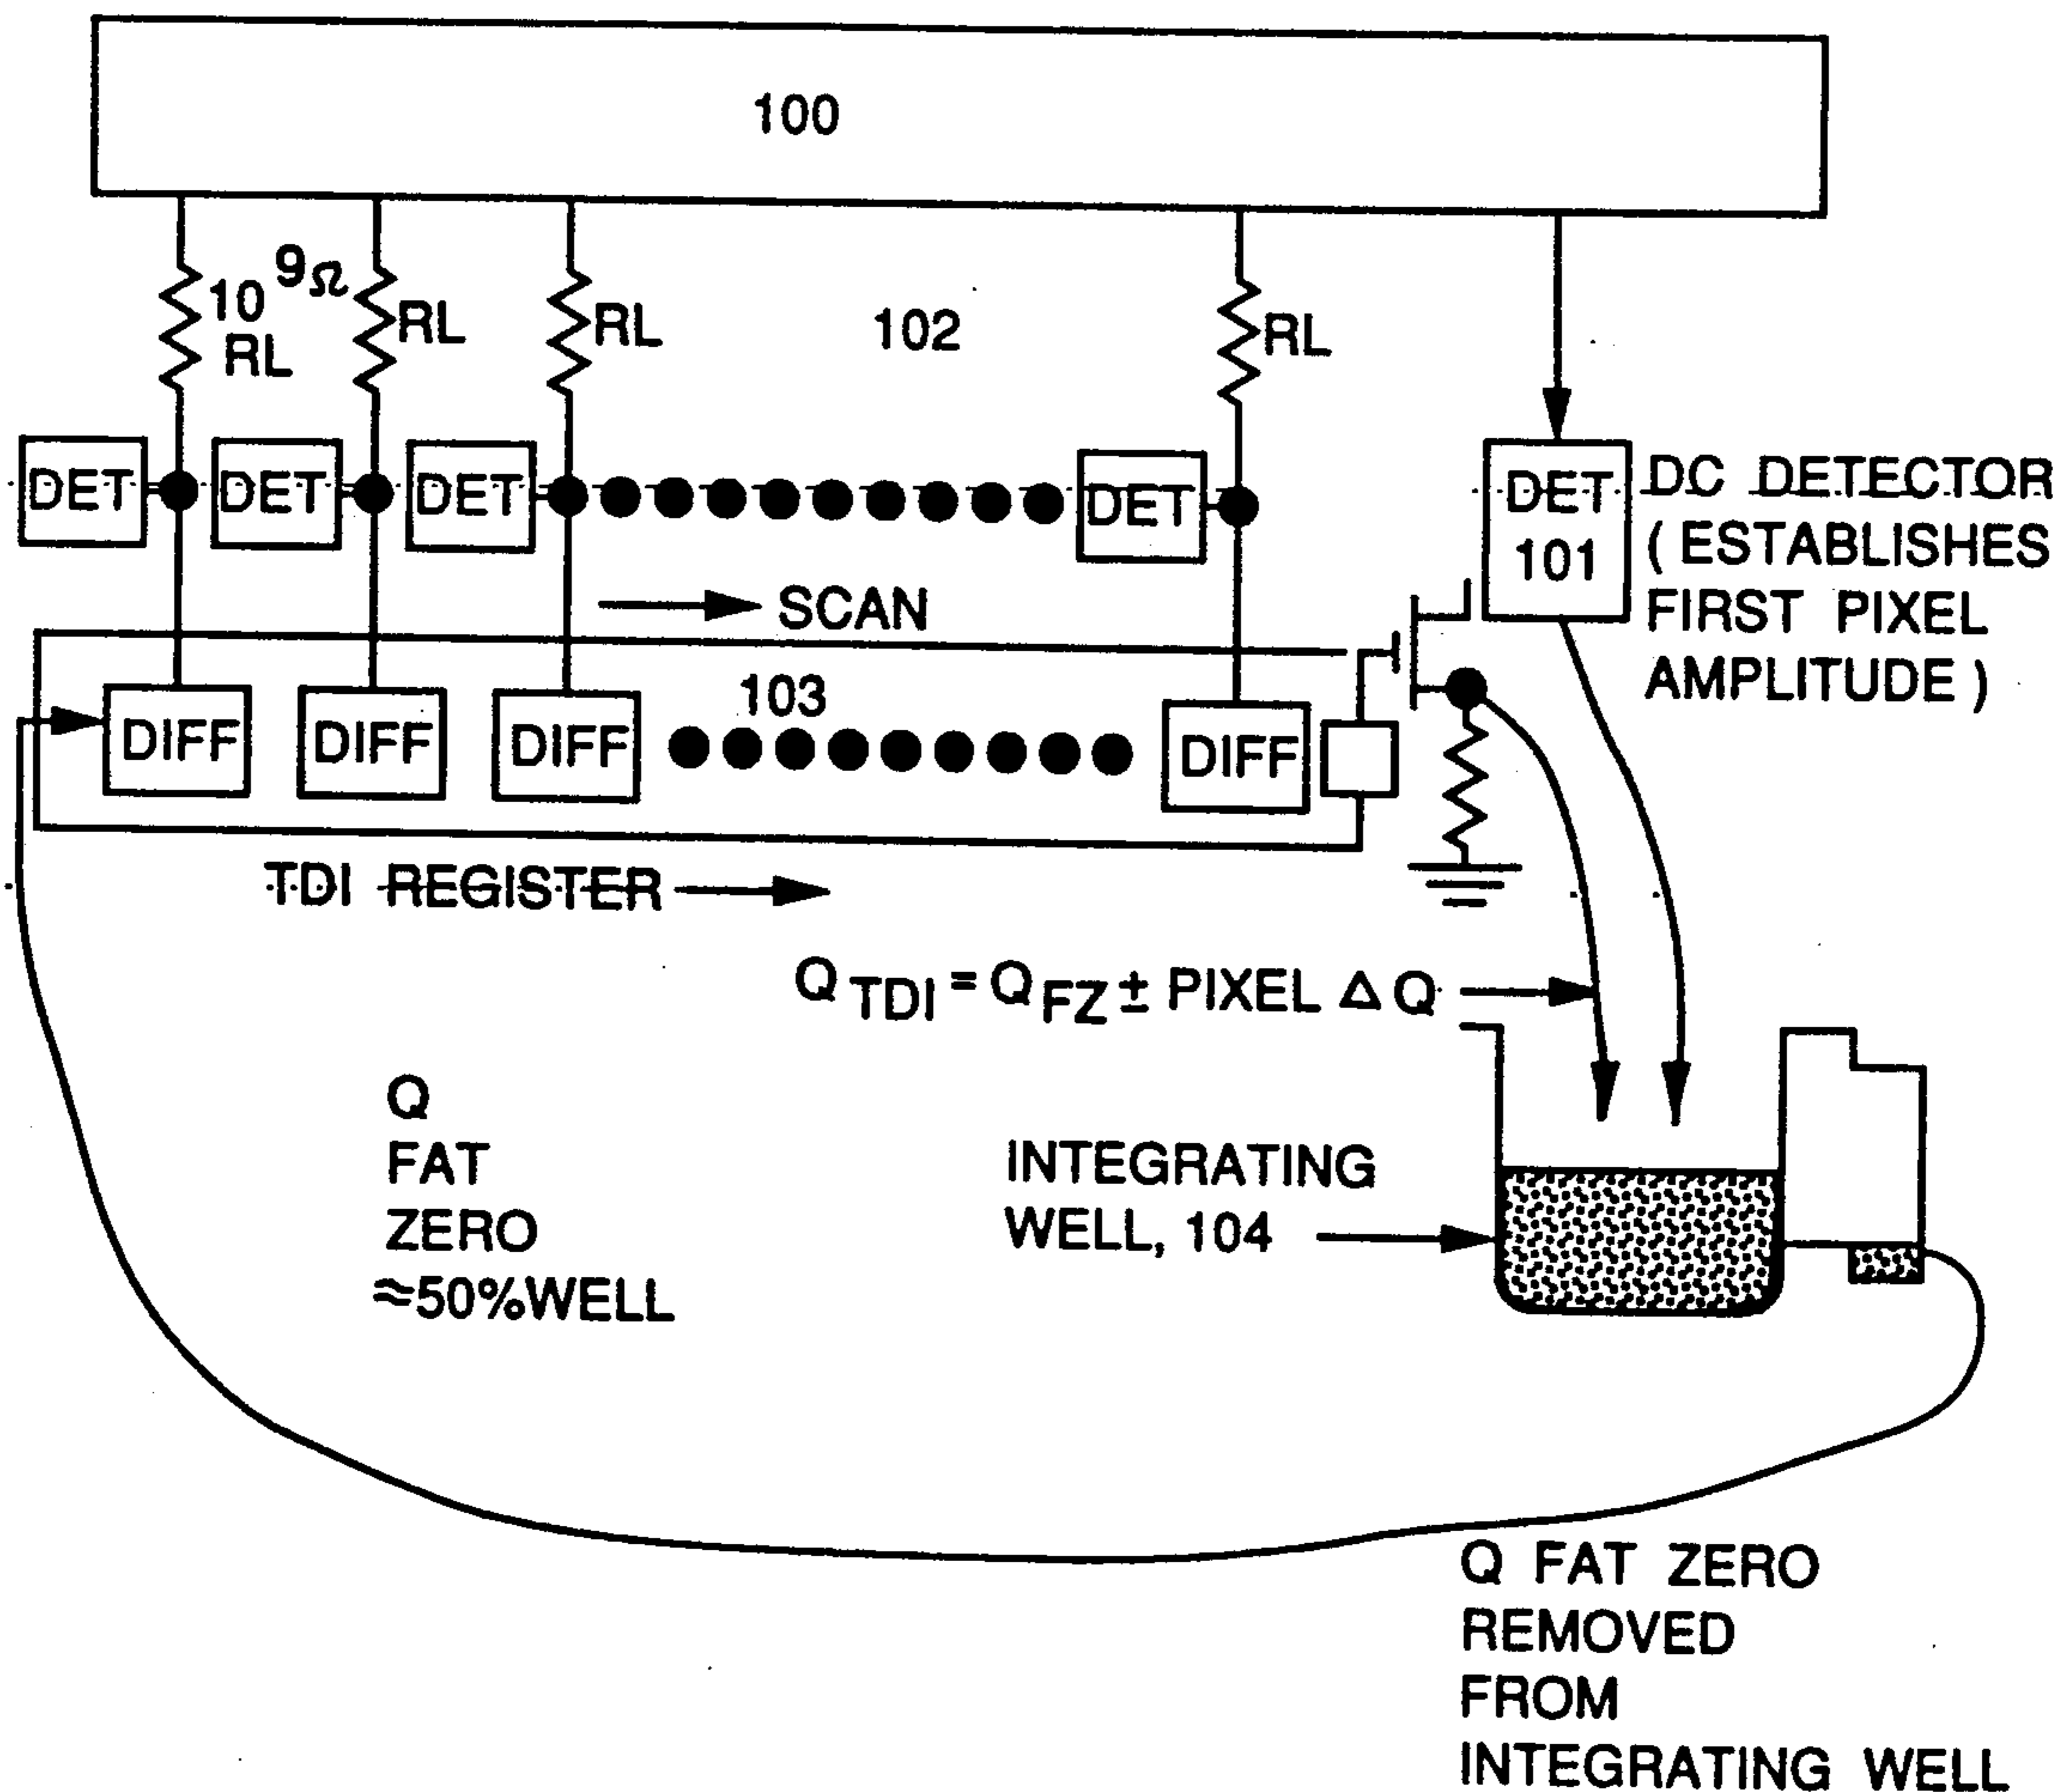 100
10 9Ω
RL
RL
RL
102
RL
DET
DET
DET
DET
DET
101
DC DETECTOR
( ESTABLISHES
FIRST PIXEL
AMPLITUDE )
SCAN
103
DIFF
DIFF
DIFF
DIFF
TDI REGISTER
Q TDI = Q FZ ± PIXEL Δ Q
Q
FAT
ZERO
≈50%WELL
INTEGRATING
WELL, 104
Q FAT ZERO
REMOVED
FROM
INTEGRATING WELL